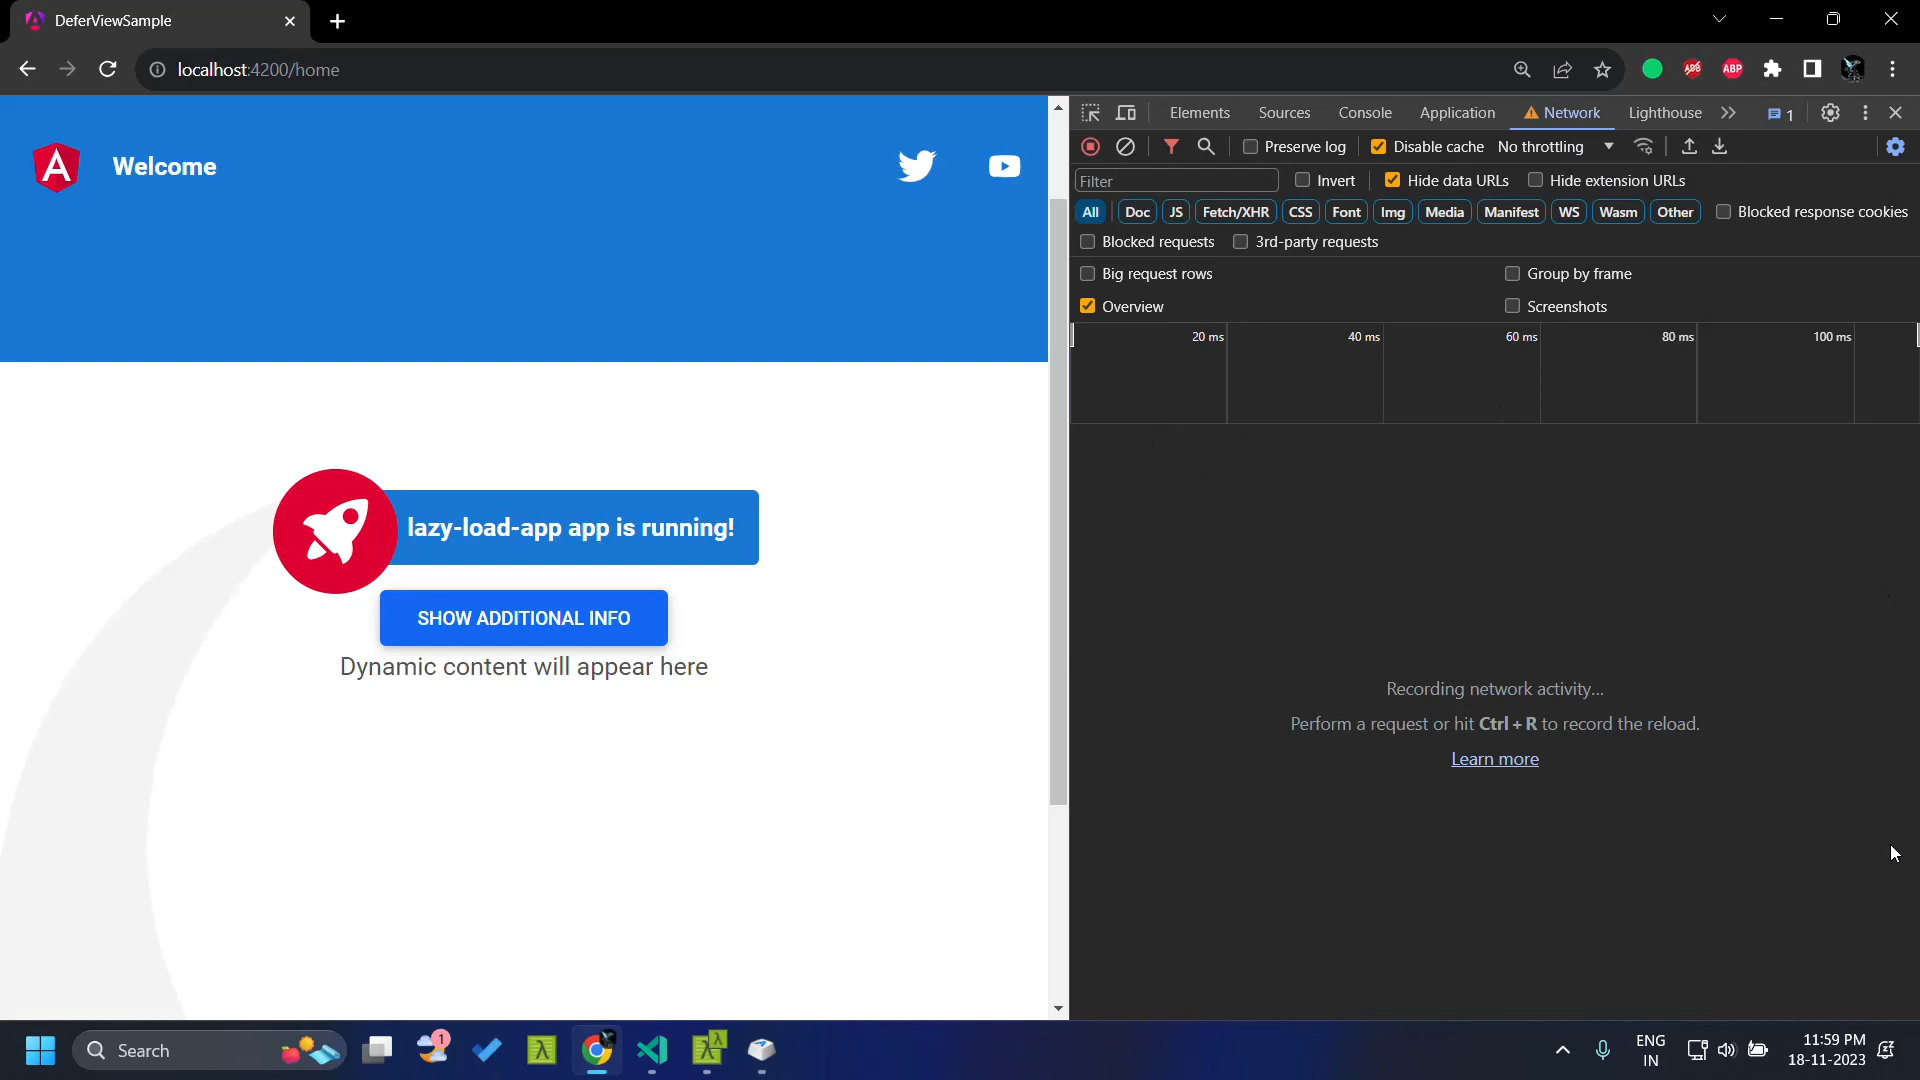 DeferViewSample
localhost:4200/home
ABP
Welcome
lazy-load-app app is running!
SHOW ADDITIONAL INFO
Dynamic content will appear here
Elements Sources Console Application Network Lighthouse 1
Preserve log Disable cache No throttling
Filter Invert Hide data URLs Hide extension URLs
All Doc JS Fetch/XHR CSS Font Img Media Manifest WS Wasm Other Blocked response cookies
Blocked requests 3rd-party requests
Big request rows Group by frame
Overview Screenshots
20 ms 40 ms 60 ms 80 ms 100 ms
Recording network activity...
Perform a request or hit Ctrl + R to record the reload.
Learn more
Search
1
ENG
IN
11:59 PM
18-11-2023